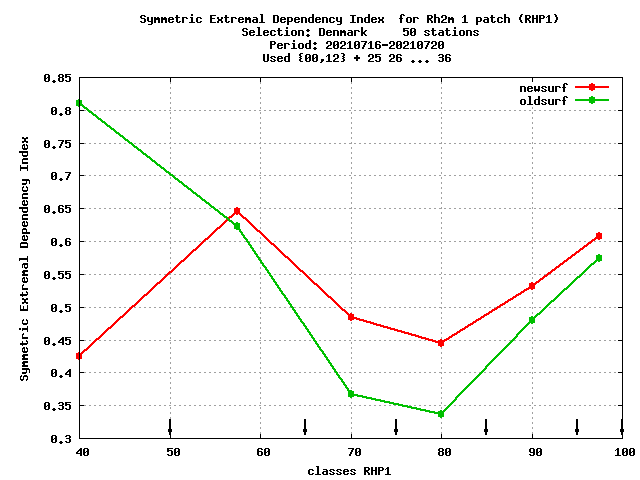 Symmetric Extremal Dependency Index  for Rh2m 1 patch (RHP1)
Selection: Denmark     50 stations
Period: 20210716-20210720
Used {00,12} + 25 26 ... 36
newsurf
oldsurf
0.85
0.8
0.75
0.7
0.65
0.6
0.55
0.5
0.45
0.4
0.35
0.3
Symmetric Extremal Dependency Index
40 50 60 70 80 90 100
classes RHP1